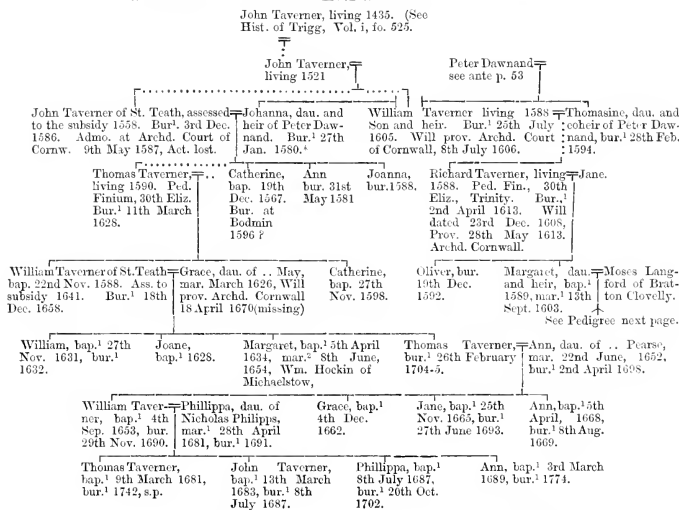 John Taverner, living 1435. (See
Hist. of Trigg, Vol. i, fo. 525.
John Taverner,
living 1521
Peter Dawnand
see ante p. 53
John Taverner of St. Teath, assessed
to the subsidy 1558. Bur¹. 3rd Dec.
1586. Admo. at Archd. Court of
Cornw. 9th May 1587, Act. lost.
Johanna, dau. and
heir of Peter Daw-
nand. Bur.¹ 27th
Jan. 1580.*
William Taverner living 1588
Son and heir. Bur.¹ 25th July
1605. Will prov. Archd. Court
of Cornwall, 8th July 1606.
Thomasine, dau. and
coheir of Peter Daw-
nand, bur.¹ 28th Feb.
1594.
Thomas Taverner, ..
living 1590. Ped.
Finium, 30th Eliz.
Bur.¹ 11th March
1628.
Catherine,
bap. 19th
Dec. 1567.
Bur. at
Bodmin
1596 ?
Ann
bur. 31st
May 1581
Joanna,
bur. 1588.
Richard Taverner, living
1588. Ped. Fin., 30th
Eliz., Trinity. Bur.,¹
2nd April 1613. Will
dated 23rd Dec. 1608,
Prov. 28th May 1613.
Archd. Cornwall.
Jane.
William Taverner of St. Teath
bap. 22nd Nov. 1588. Ass. to
subsidy 1641. Bur.¹ 18th
Dec. 1658.
Grace, dau. of .. May,
mar. March 1626, Will
prov. Archd. Cornwall
18 April 1670 (missing)
Catherine,
bap. 27th
Nov. 1598.
Oliver, bur.
19th Dec.
1592.
Margaret, dau.
and heir, bap.¹
1589, mar.¹ 13th
Sept. 1603.
Moses Lang-
ford of Brat-
ton Clovelly.
See Pedigree next page.
William, bap.¹ 27th
Nov. 1631, bur.¹
1632.
Joane,
bap.¹ 1628.
Margaret, bap.¹ 5th April
1634, mar.² 8th June,
1654, Wm. Hockin of
Michaelstow,
Thomas Taverner,
bur.¹ 26th February
1704-5.
Ann, dau. of .. Pearse,
mar. 22nd June, 1652,
bur.¹ 2nd April 1698.
William Taver-
ner, bap.¹ 4th
Sep. 1653, bur.
29th Nov. 1690.
Phillippa, dau. of
Nicholas Philipps,
mar.¹ 28th April
1681, bur.¹ 1691.
Grace, bap.¹
4th Dec.
1662.
Jane, bap.¹ 25th
Nov. 1665, bur.¹
27th June 1693.
Ann, bap.¹ 5th
April, 1668,
bur.¹ 8th Aug.
1669.
Thomas Taverner,
bap.¹ 9th March 1681,
bur.¹ 1742, s.p.
John Taverner,
bap.¹ 13th March
1683, bur.¹ 8th
July 1687.
Phillippa, bap.¹
8th July 1687,
bur.¹ 20th Oct.
1702.
Ann, bap.¹ 3rd March
1689, bur.¹ 1774.